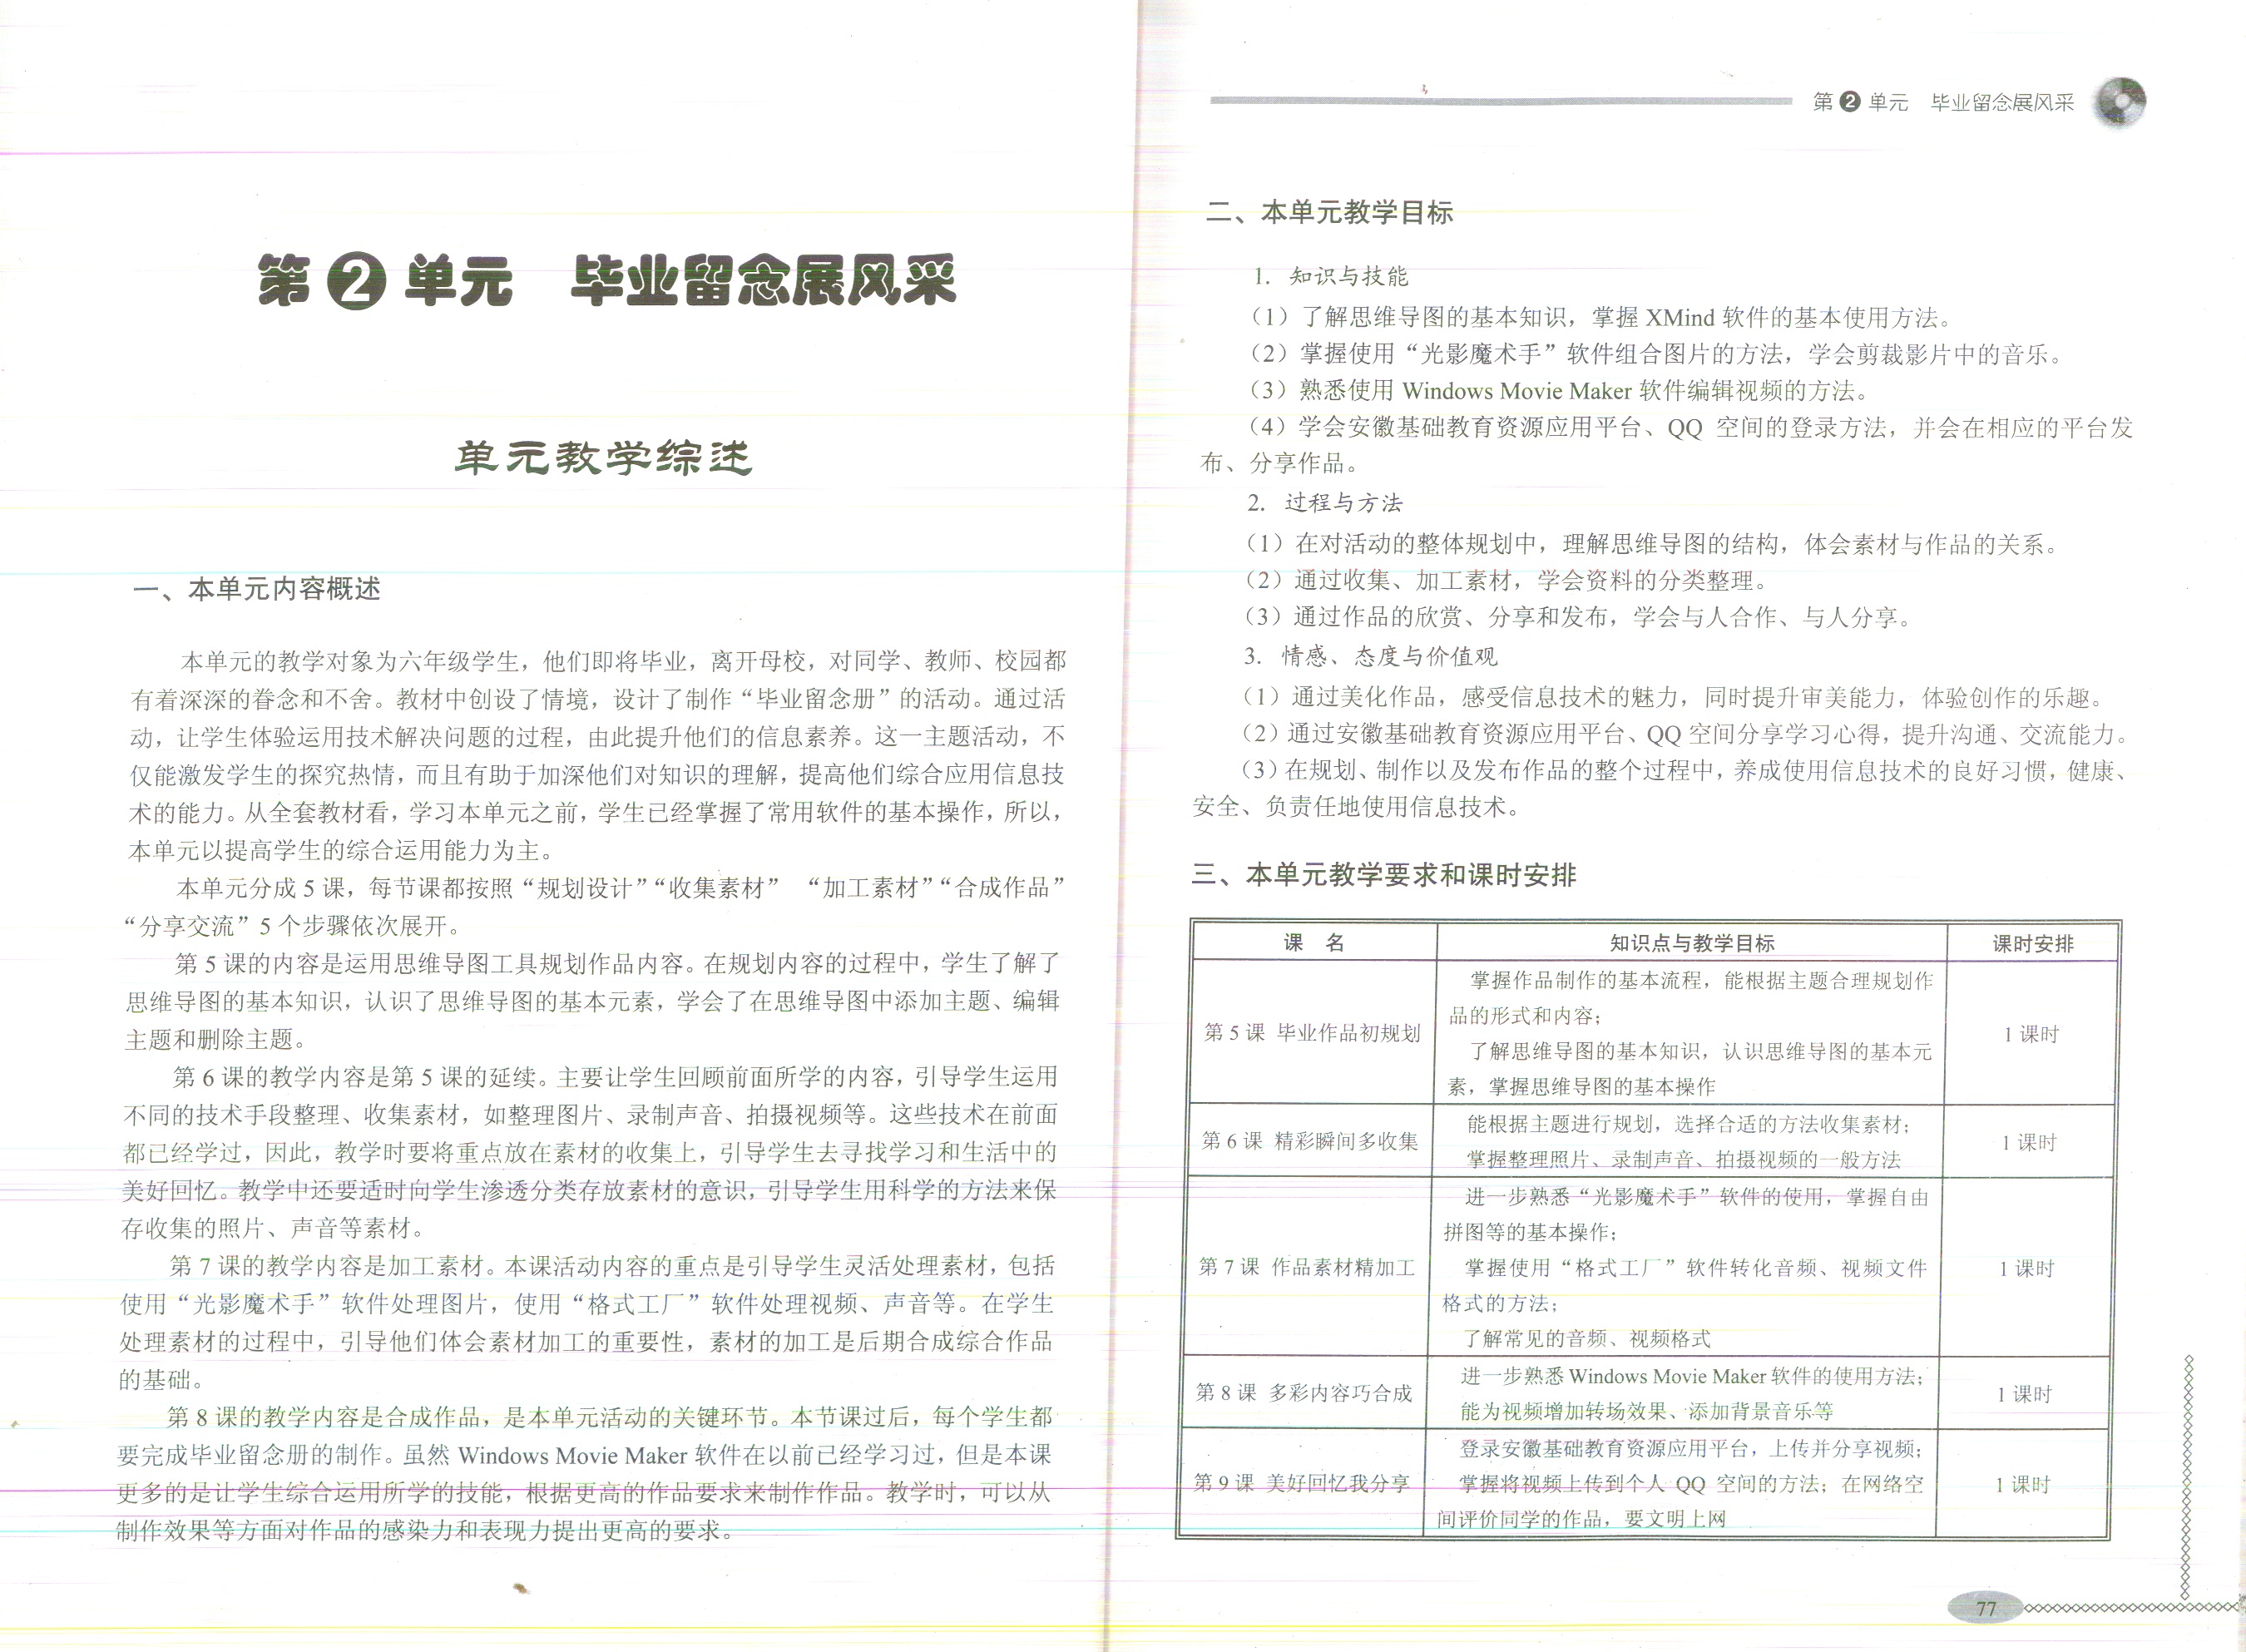 第2单元 毕业留念展风采
单元教学综述
一、本单元内容概述
本单元的教学对象为六年级学生，他们即将毕业，离开母校，对同学、教师、校园都
有着深深的眷念和不舍。教材中创设了情境，设计了制作“毕业留念册”的活动。通过活
动，让学生体验运用技术解决问题的过程，由此提升他们的信息素养。这一主题活动，不
仅能激发学生的探究热情，而且有助于加深他们对知识的理解，提高他们综合应用信息技
术的能力。从全套教材看，学习本单元之前，学生已经掌握了常用软件的基本操作，所以，
本单元以提高学生的综合运用能力为主。
本单元分成 5 课，每节课都按照“规划设计”“收集素材” “加工素材”“合成作品”
“分享交流”5 个步骤依次展开。
第 5 课的内容是运用思维导图工具规划作品内容。在规划内容的过程中，学生了解了
思维导图的基本知识，认识了思维导图的基本元素，学会了在思维导图中添加主题、编辑
主题和删除主题。
第 6 课的教学内容是第 5 课的延续。主要让学生回顾前面所学的内容，引导学生运用
不同的技术手段整理、收集素材，如整理图片、录制声音、拍摄视频等。这些技术在前面
都已经学过，因此，教学时要将重点放在素材的收集上，引导学生去寻找学习和生活中的
美好回忆。教学中还要适时向学生渗透分类存放素材的意识，引导学生用科学的方法来保
存收集的照片、声音等素材。
第 7 课的教学内容是加工素材。本课活动内容的重点是引导学生灵活处理素材，包括
使用“光影魔术手”软件处理图片，使用“格式工厂”软件处理视频、声音等。在学生
处理素材的过程中，引导他们体会素材加工的重要性，素材的加工是后期合成综合作品
的基础。
第 8 课的教学内容是合成作品，是本单元活动的关键环节。本节课过后，每个学生都
要完成毕业留念册的制作。虽然 Windows Movie Maker 软件在以前已经学习过，但是本课
更多的是让学生综合运用所学的技能，根据更高的作品要求来制作作品。教学时，可以从
制作效果等方面对作品的感染力和表现力提出更高的要求。
第2单元 毕业留念展风采
二、本单元教学目标
1. 知识与技能
（1）了解思维导图的基本知识，掌握 XMind 软件的基本使用方法。
（2）掌握使用“光影魔术手”软件组合图片的方法，学会剪裁影片中的音乐。
（3）熟悉使用 Windows Movie Maker 软件编辑视频的方法。
（4）学会安徽基础教育资源应用平台、QQ 空间的登录方法，并会在相应的平台发
布、分享作品。
2. 过程与方法
（1）在对活动的整体规划中，理解思维导图的结构，体会素材与作品的关系。
（2）通过收集、加工素材，学会资料的分类整理。
（3）通过作品的欣赏、分享和发布，学会与人合作、与人分享。
3. 情感、态度与价值观
（1）通过美化作品，感受信息技术的魅力，同时提升审美能力，体验创作的乐趣。
（2）通过安徽基础教育资源应用平台、QQ 空间分享学习心得，提升沟通、交流能力。
（3）在规划、制作以及发布作品的整个过程中，养成使用信息技术的良好习惯，健康、
安全、负责任地使用信息技术。
三、本单元教学要求和课时安排
课 名 知识点与教学目标 课时安排
第 5 课 毕业作品初规划
掌握作品制作的基本流程，能根据主题合理规划作
品的形式和内容；
了解思维导图的基本知识，认识思维导图的基本元
素，掌握思维导图的基本操作
1 课时
第 6 课 精彩瞬间多收集
能根据主题进行规划，选择合适的方法收集素材；
掌握整理照片、录制声音、拍摄视频的一般方法
1 课时
第 7 课 作品素材精加工
进一步熟悉“光影魔术手”软件的使用，掌握自由
拼图等的基本操作；
掌握使用“格式工厂”软件转化音频、视频文件
格式的方法；
了解常见的音频、视频格式
1 课时
第 8 课 多彩内容巧合成
进一步熟悉 Windows Movie Maker 软件的使用方法；
能为视频增加转场效果、添加背景音乐等
1 课时
第 9 课 美好回忆我分享
登录安徽基础教育资源应用平台，上传并分享视频；
掌握将视频上传到个人 QQ 空间的方法；在网络空
间评价同学的作品，要文明上网
1 课时
77